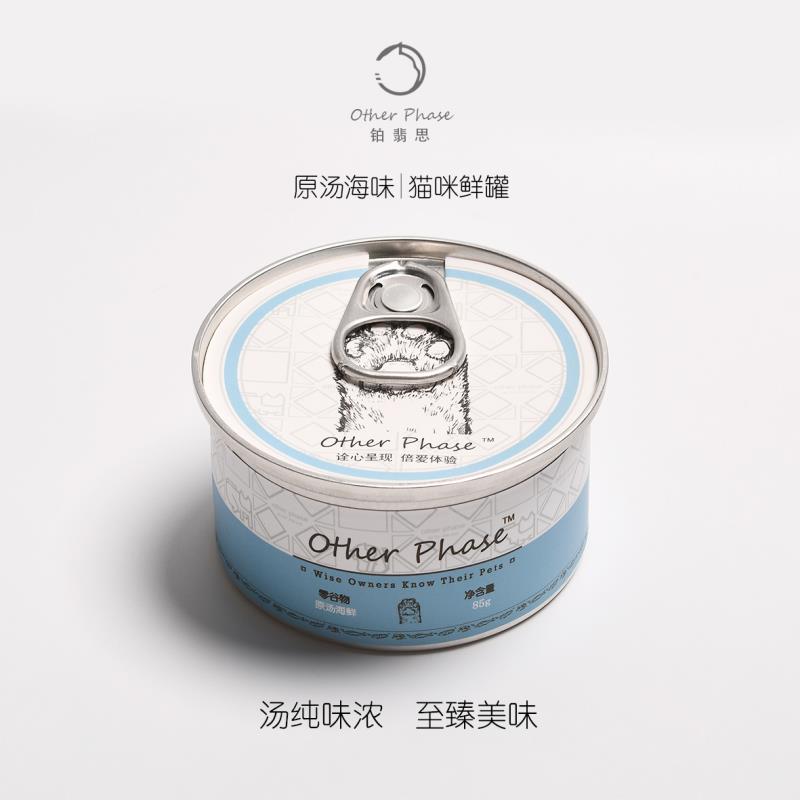 Other Phase
铂翡思
原汤海味|猫咪鲜罐
Other Phase™
诠心呈现 倍爱体验
Other Phase™
Wise Owners Know Their Pets
零谷物
原汤海鲜
净含量
85g
汤纯味浓 至臻美味